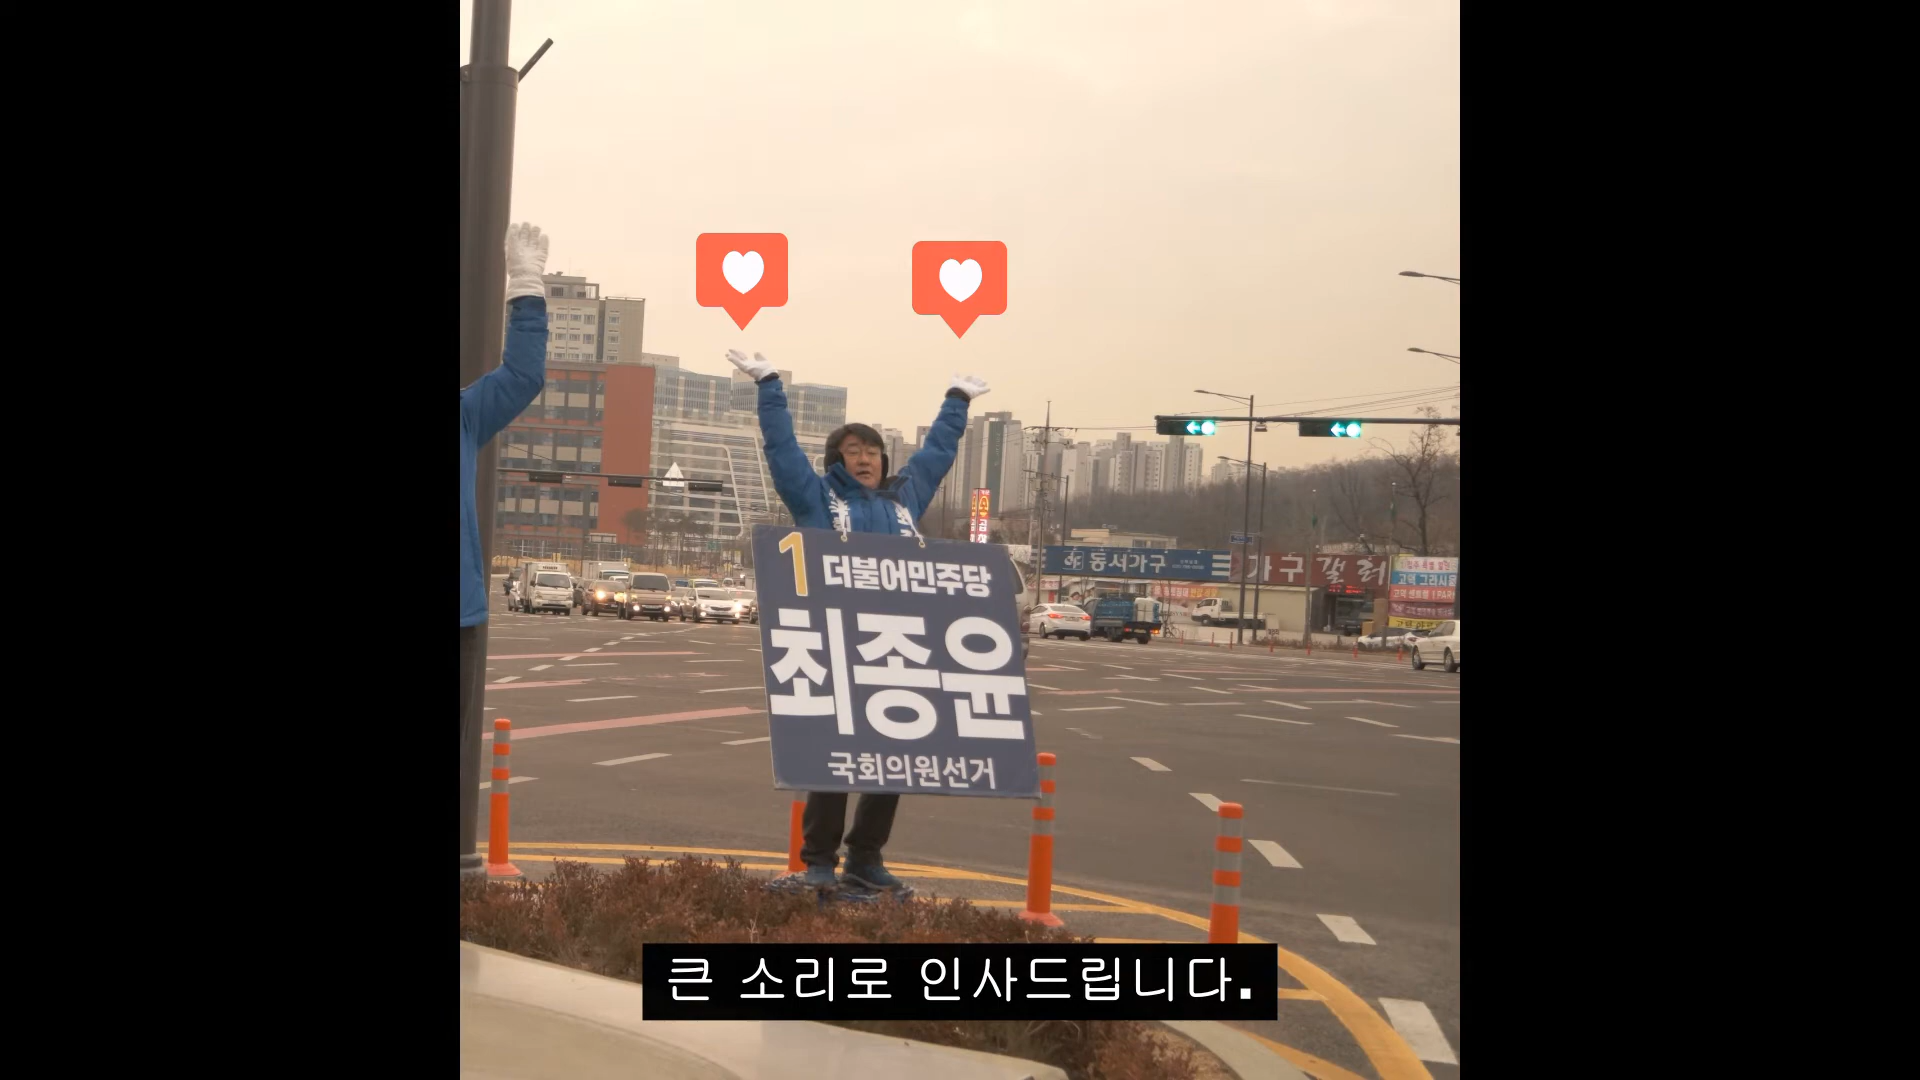 1 더불어민주당
최종윤
국회의원선거
동서가구
가구갤러
큰 소리로 인사드립니다.